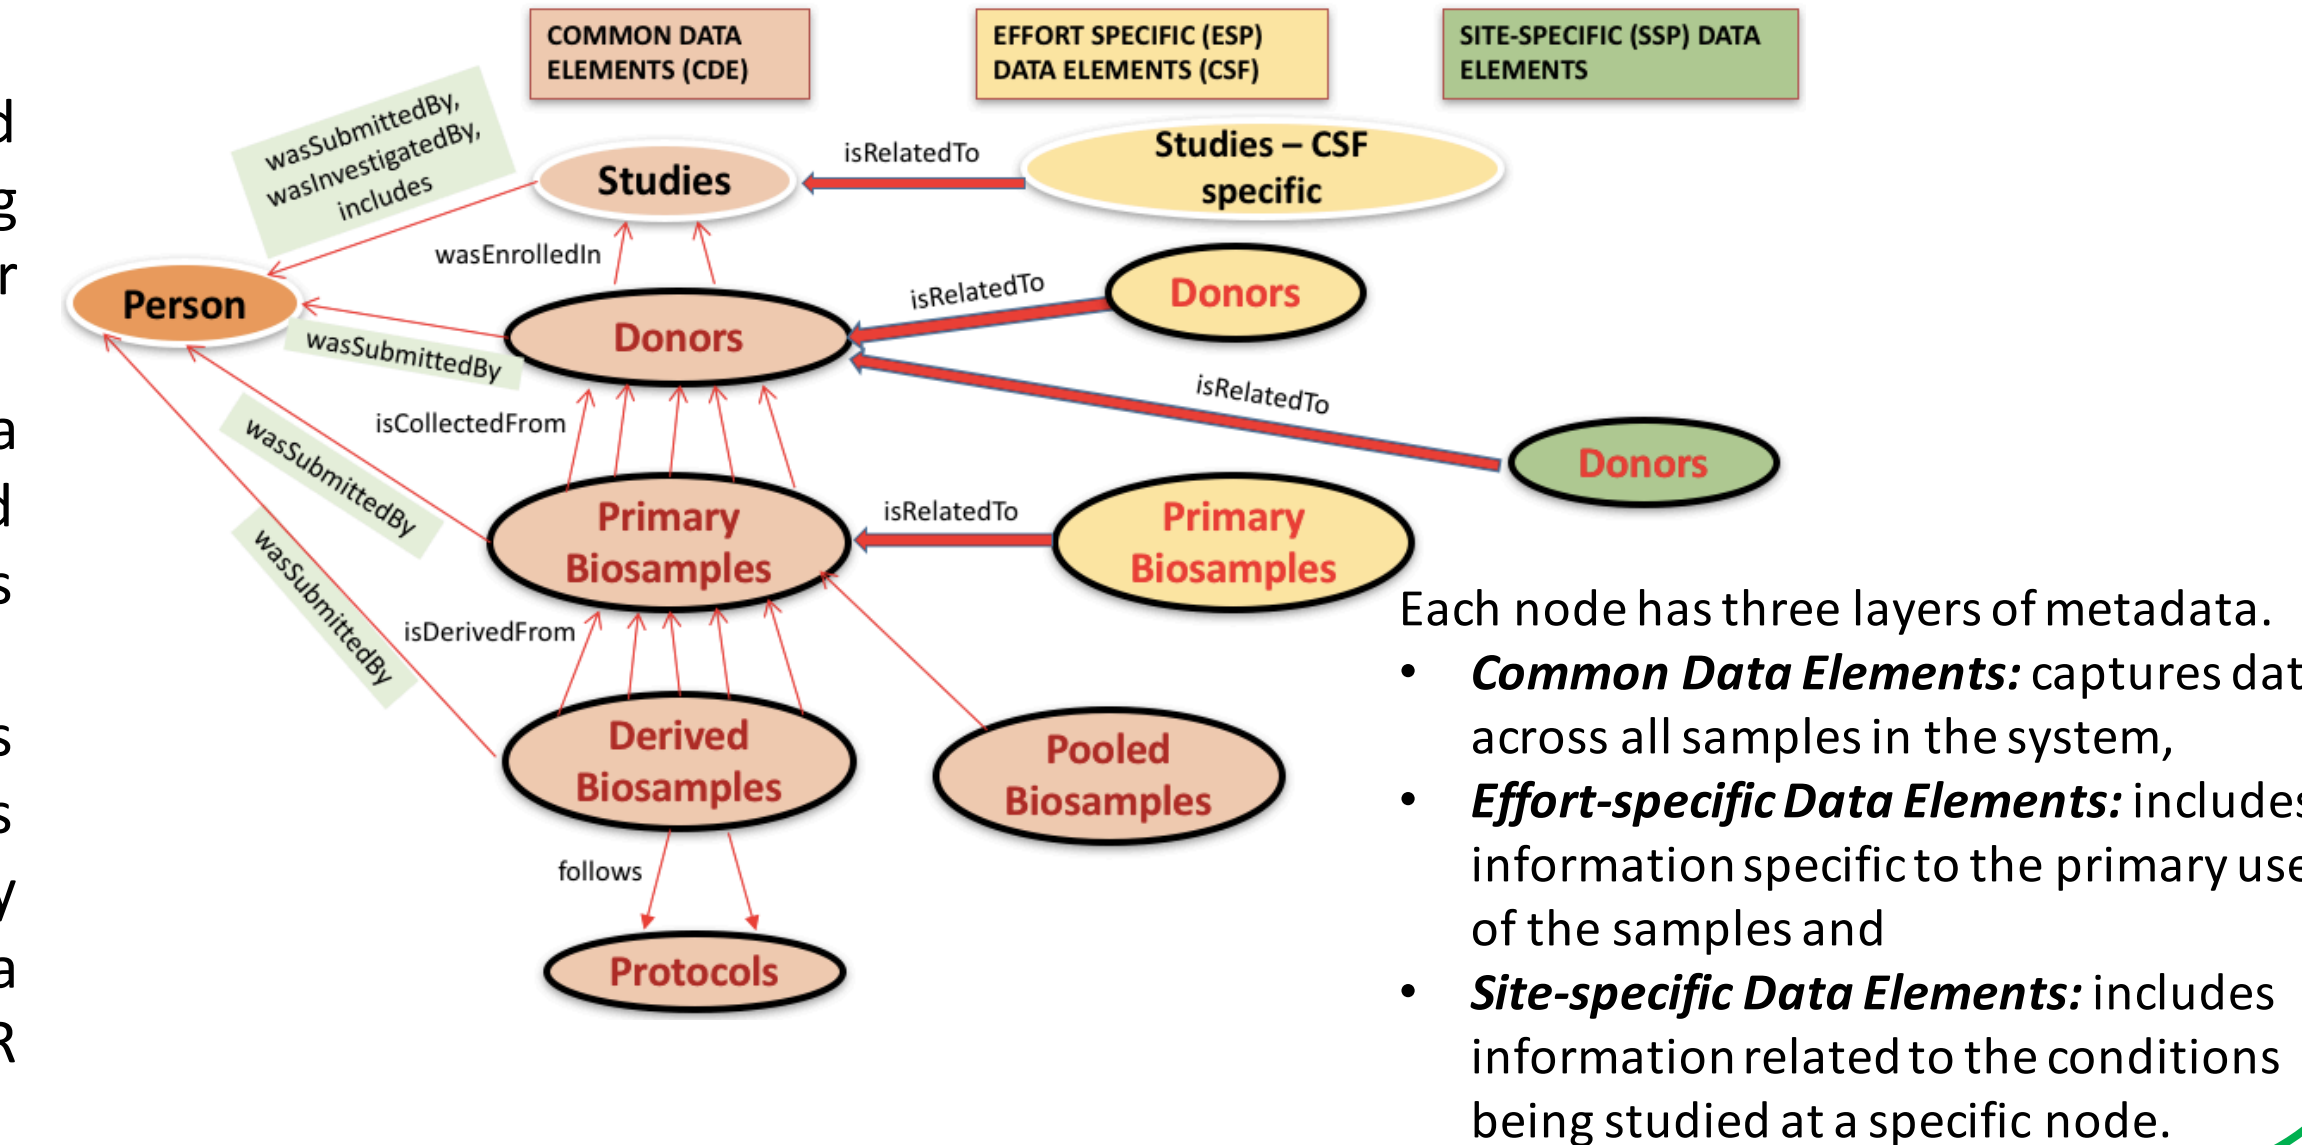 COMMON DATA
ELEMENTS (CDE)
EFFORT SPECIFIC (ESP)
DATA ELEMENTS (CSF)
SITE-SPECIFIC (SSP) DATA
ELEMENTS
wasSubmittedBy,
wasInvestigatedBy,
includes
Studies
isRelatedTo
Studies – CSF
specific
wasEnrolledIn
Person
wasSubmittedBy
Donors
isRelatedTo
Donors
isRelatedTo
Donors
isCollectedFrom
wasSubmittedBy
Primary
Biosamples
isRelatedTo
Primary
Biosamples
wasSubmittedBy
isDerivedFrom
Derived
Biosamples
Pooled
Biosamples
follows
Protocols
Each node has three layers of metadata.
• Common Data Elements: captures dat
across all samples in the system,
• Effort-specific Data Elements: includes
information specific to the primary use
of the samples and
• Site-specific Data Elements: includes
information related to the conditions
being studied at a specific node.
d
g
r
a
d
s
s
s
y
a
R